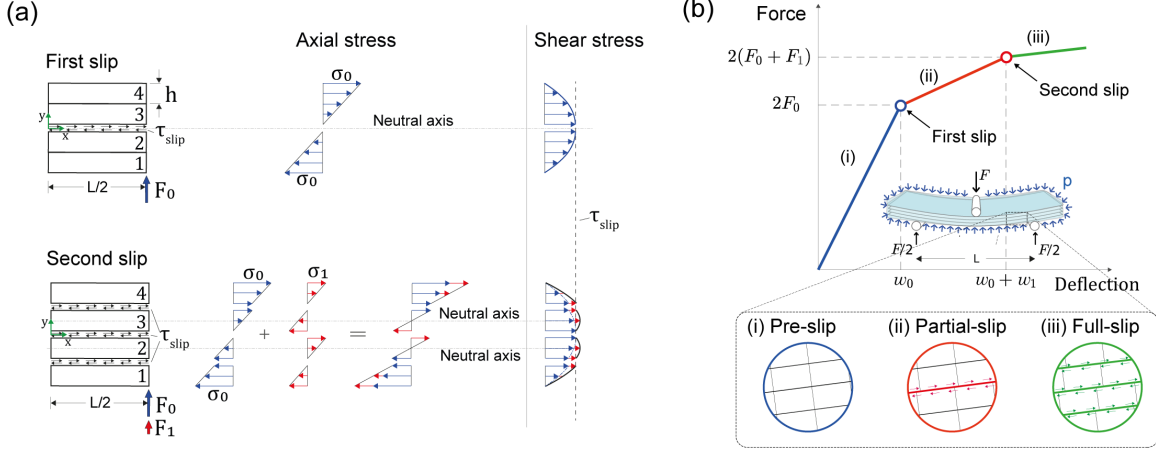 (a)
Axial stress
Shear stress
First slip
4
3
2
1
h
y
x
τslip
L/2
F0
σ0
σ0
Neutral axis
τslip
Second slip
4
3
2
1
y
x
τslip
L/2
F0
F1
σ0
σ0
+
σ1
=
Neutral axis
Neutral axis
(b)
Force
2(F0 + F1)
2F0
(i)
(ii)
(iii)
Second slip
First slip
F
p
F/2
F/2
L
w0
w0 + w1
Deflection
(i) Pre-slip
(ii) Partial-slip
(iii) Full-slip